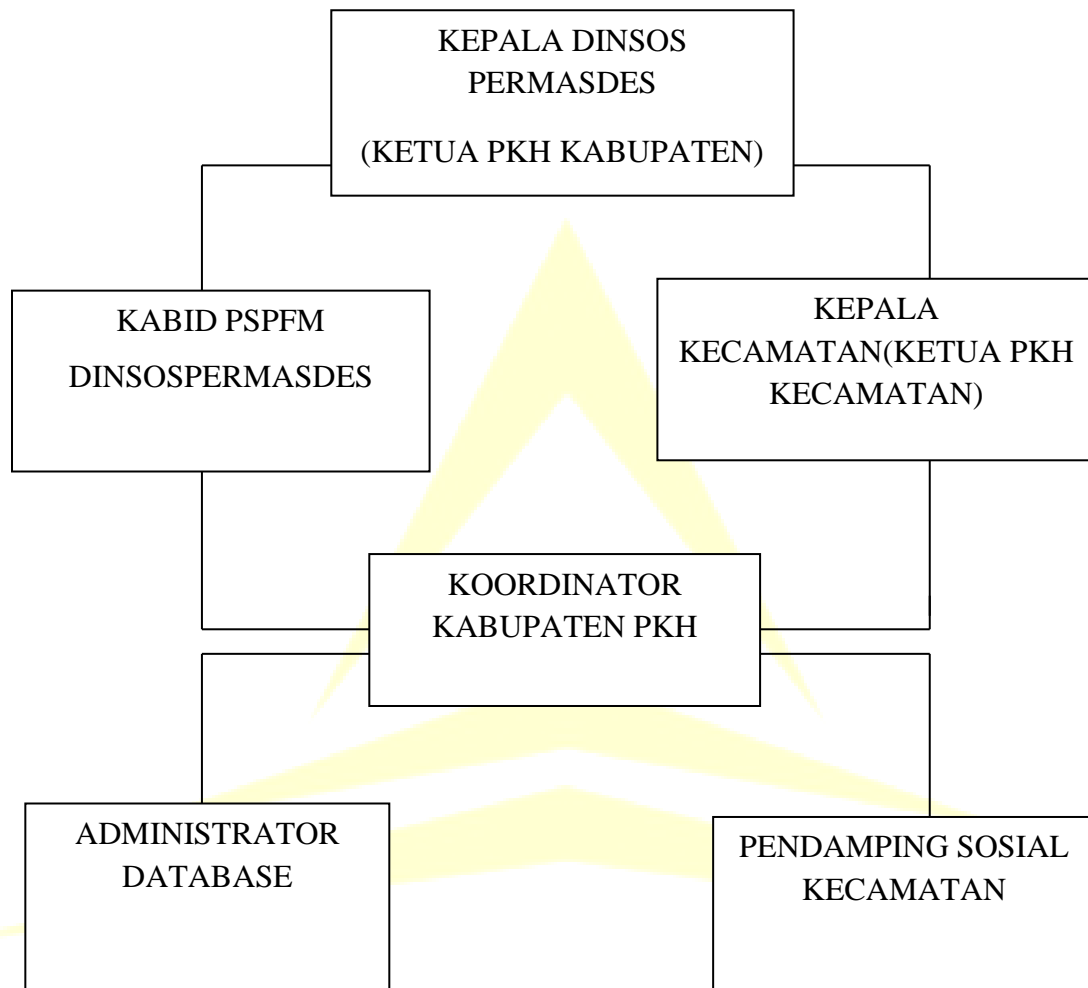 KEPALA DINSOS
PERMASDES
(KETUA PKH KABUPATEN)
KABID PSPFM
DINSOSPERMASDES
KEPALA
KECAMATAN(KETUA PKH
KECAMATAN)
KOORDINATOR
KABUPATEN PKH
ADMINISTRATOR
DATABASE
PENDAMPING SOSIAL
KECAMATAN